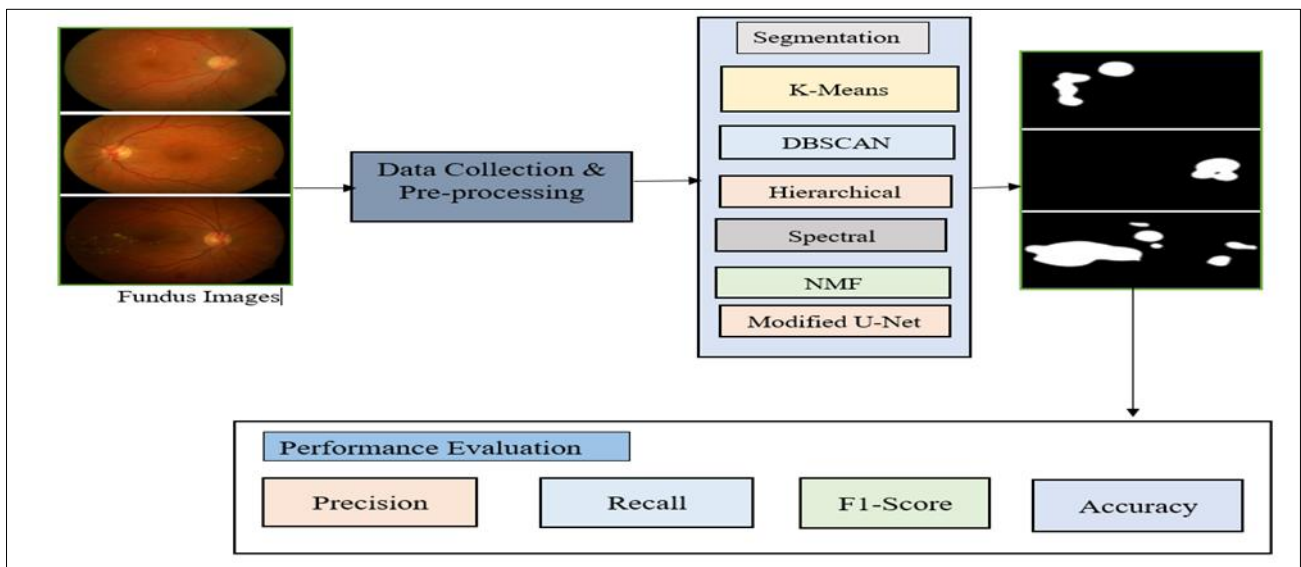 Fundus Images
Data Collection &
Pre-processing
Segmentation
K-Means
DBSCAN
Hierarchical
Spectral
NMF
Modified U-Net
Performance Evaluation
Precision
Recall
F1-Score
Accuracy